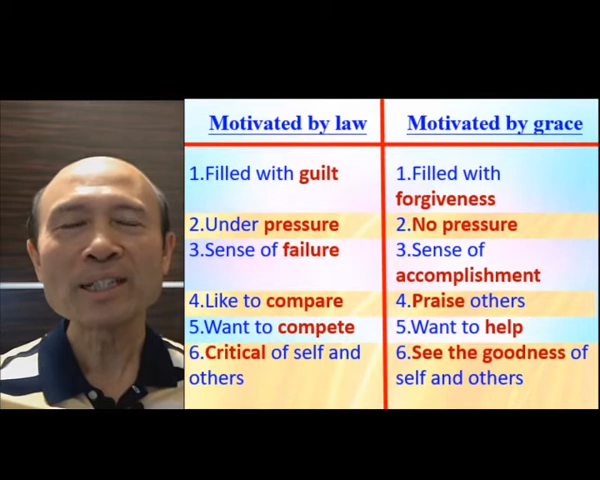 Motivated by law
1.Filled with guilt
2.Under pressure
3.Sense of failure
4.Like to compare
5.Want to compete
6.Critical of self and
others
Motivated by grace
1.Filled with
forgiveness
2.No pressure
3.Sense of
accomplishment
4.Praise others
5.Want to help
6.See the goodness of
self and others